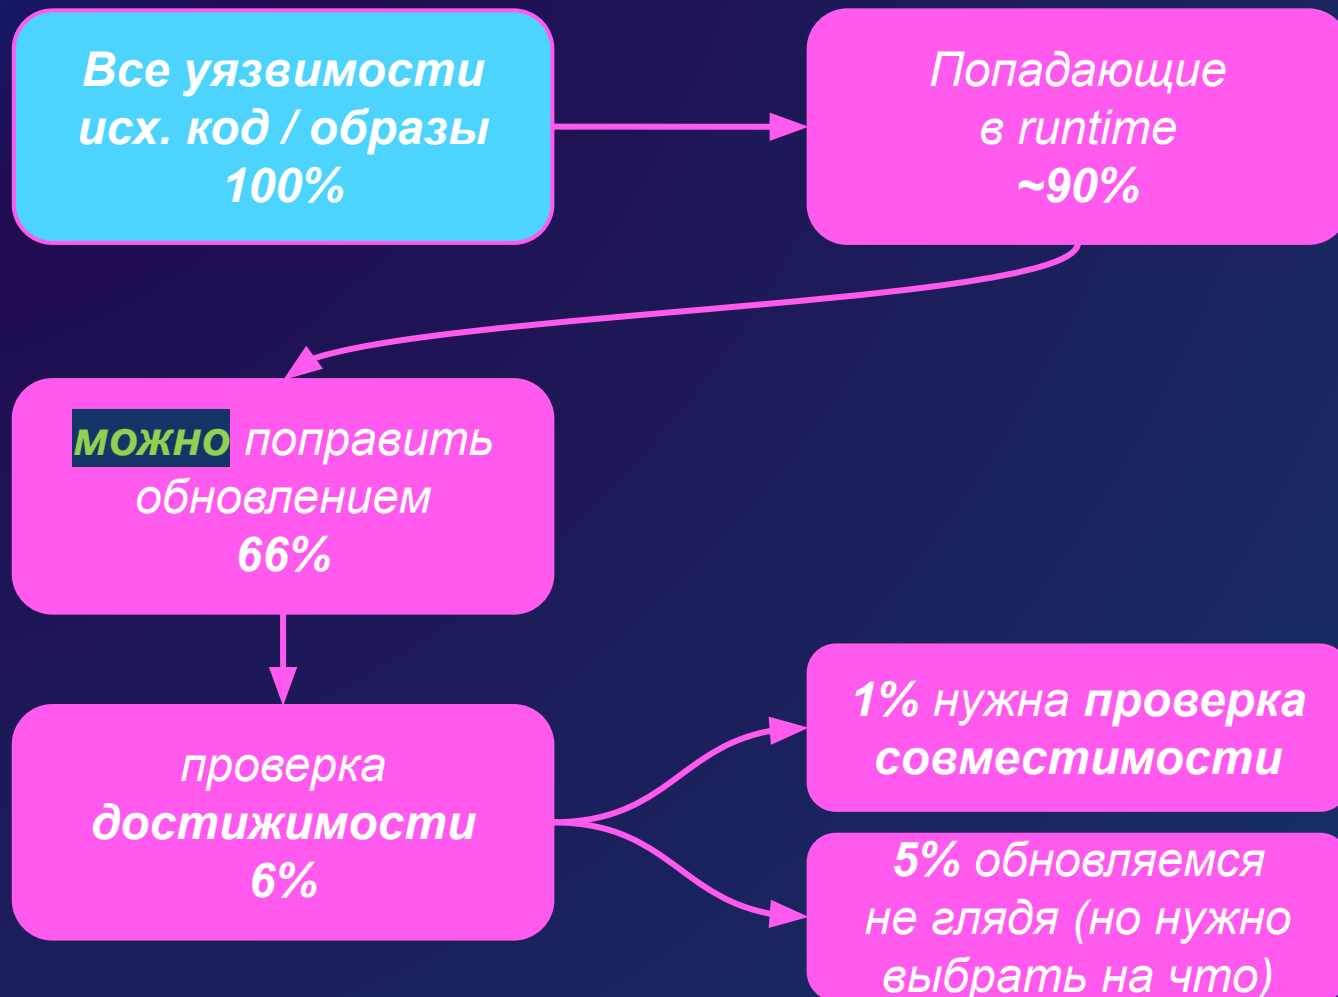 Все уязвимости
исх. код / образы
100%
Попадающие
в runtime
~90%
можно поправить
обновлением
66%
проверка
достижимости
6%
1% нужна проверка
совместимости
5% обновляемся
не глядя (но нужно
выбрать на что)